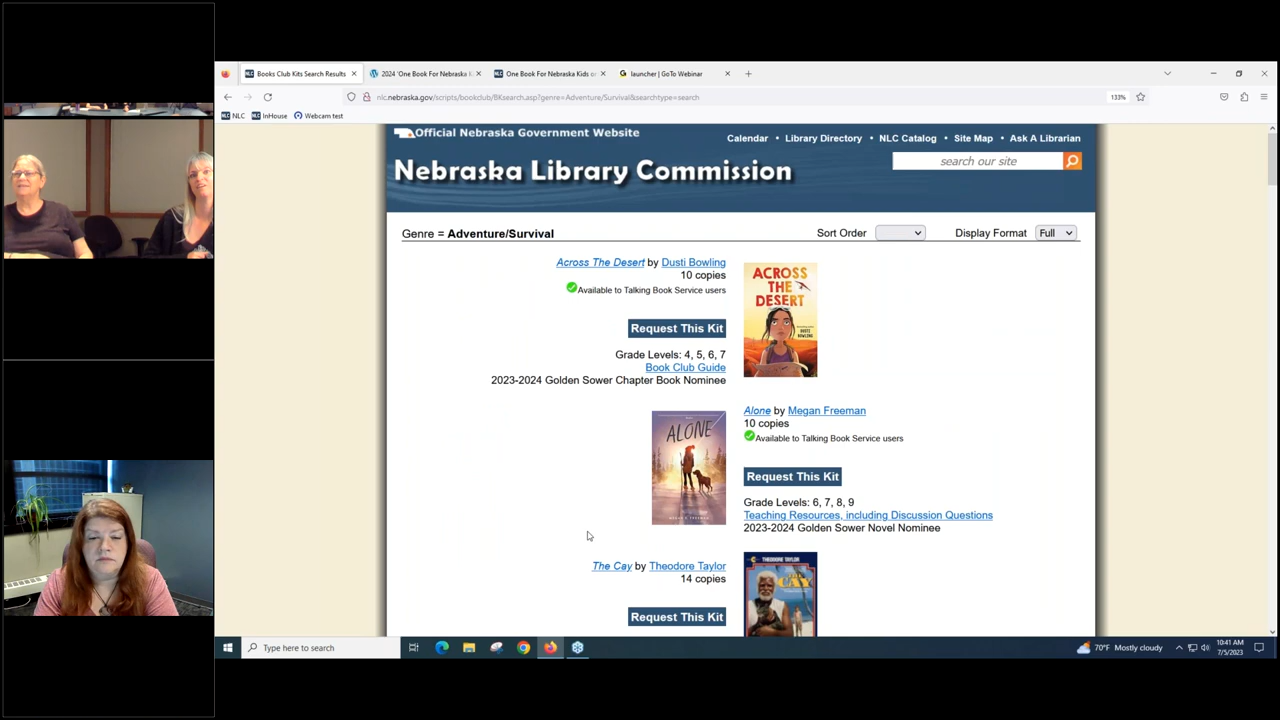 Books Club Kits Search Results
2024 'One Book For Nebraska K
One Book For Nebraska Kids or
launcher | GoTo Webinar
nlc.nebraska.gov/scripts/bookclub/BKsearch.asp?genre=Adventure/Survival&searchtype=search
133%
NLC InHouse Webcam test
Official Nebraska Government Website
Calendar • Library Directory • NLC Catalog • Site Map • Ask A Librarian
Nebraska Library Commission
search our site
Genre = Adventure/Survival
Sort Order
Display Format Full
Across The Desert by Dusti Bowling
10 copies
Available to Talking Book Service users
Request This Kit
Grade Levels: 4, 5, 6, 7
Book Club Guide
2023-2024 Golden Sower Chapter Book Nominee
ACROSS
THE
DESERT
DUSTI
BOWLING
ALONE
MEGAN E. FREEMAN
Alone by Megan Freeman
10 copies
Available to Talking Book Service users
Request This Kit
Grade Levels: 6, 7, 8, 9
Teaching Resources, including Discussion Questions
2023-2024 Golden Sower Novel Nominee
The Cay by Theodore Taylor
14 copies
Request This Kit
THEODORE TAYLOR
THE
CAY
Type here to search
70°F Mostly cloudy
10:41 AM
7/5/2023